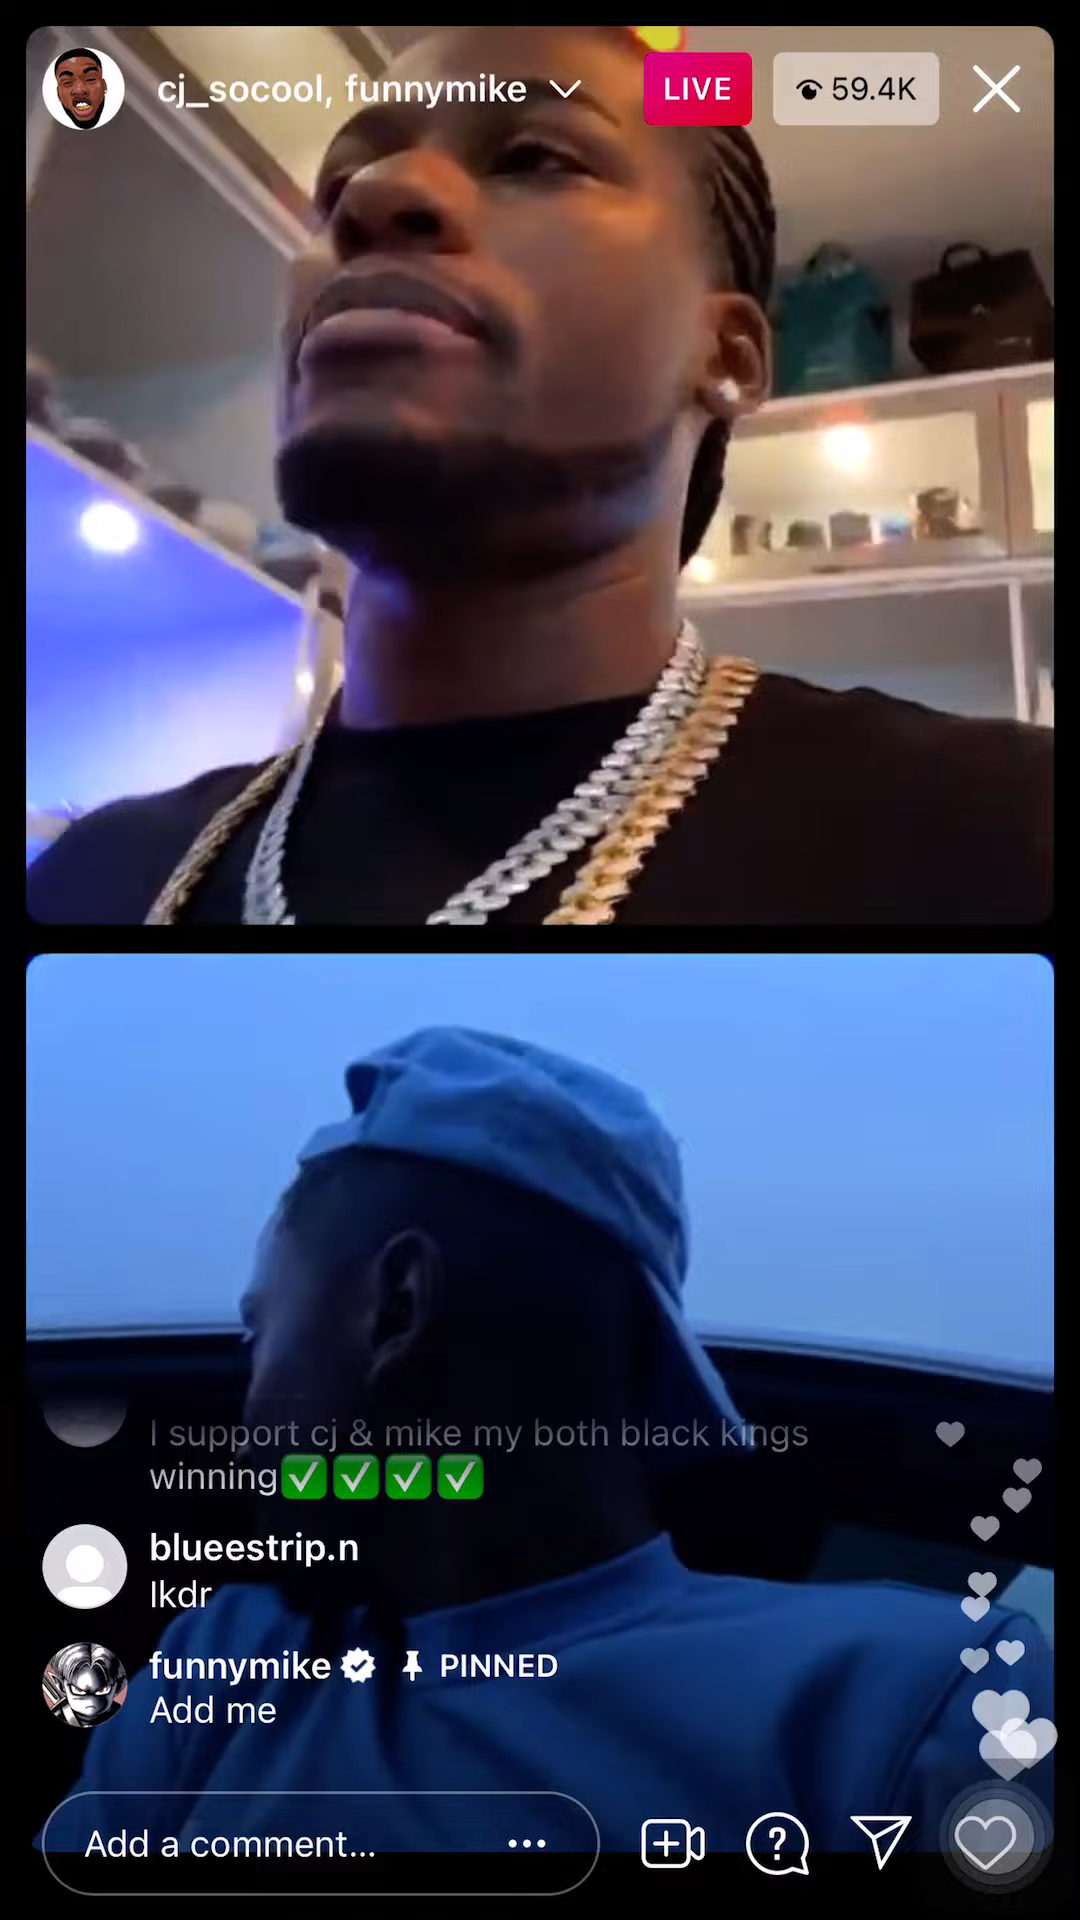 cj_socool, funnymike
LIVE
59.4K
I support cj & mike my both black kings
winning✅✅✅✅
blueestrip.n
lkdr
funnymike
PINNED
Add me
Add a comment...